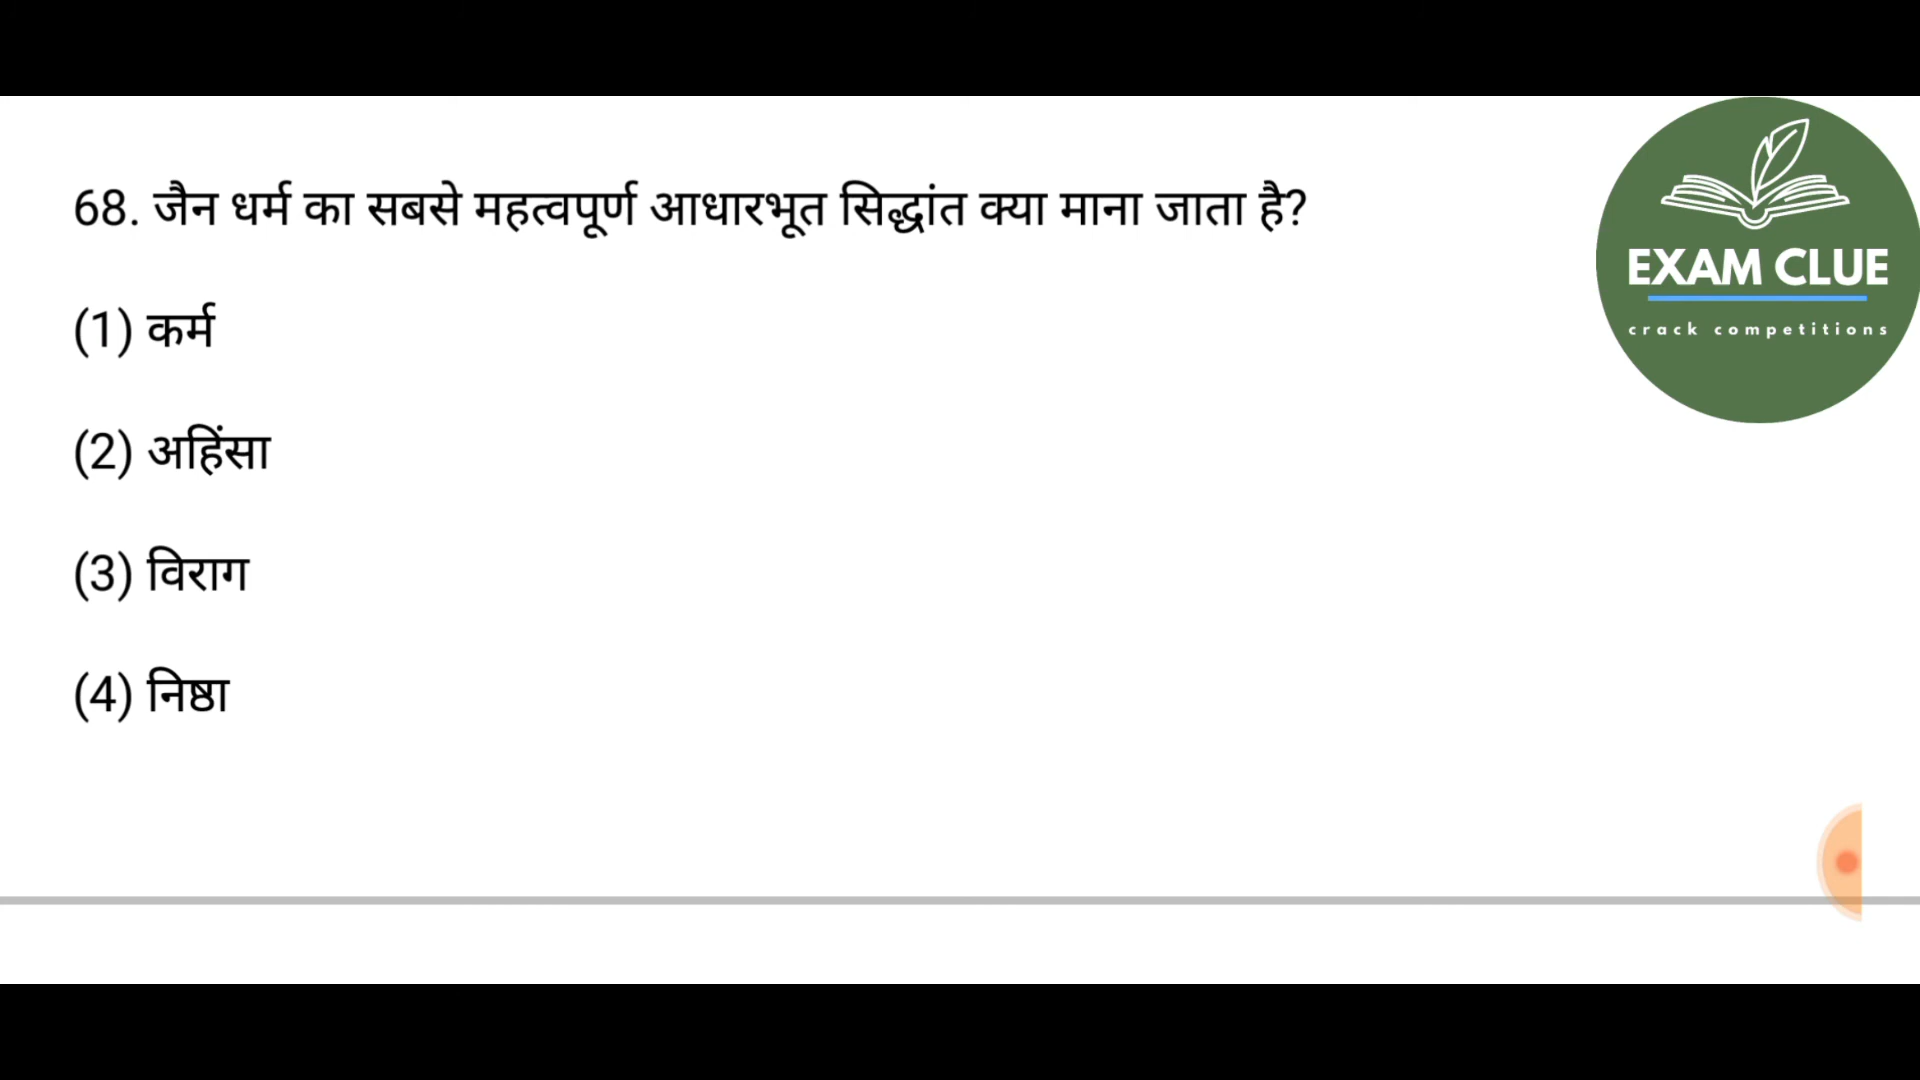 68. जैन धर्म का सबसे महत्वपूर्ण आधारभूत सिद्धांत क्या माना जाता है?
(1) कर्म
(2) अहिंसा
(3) विराग
(4) निष्ठा
EXAM CLUE
crack competitions